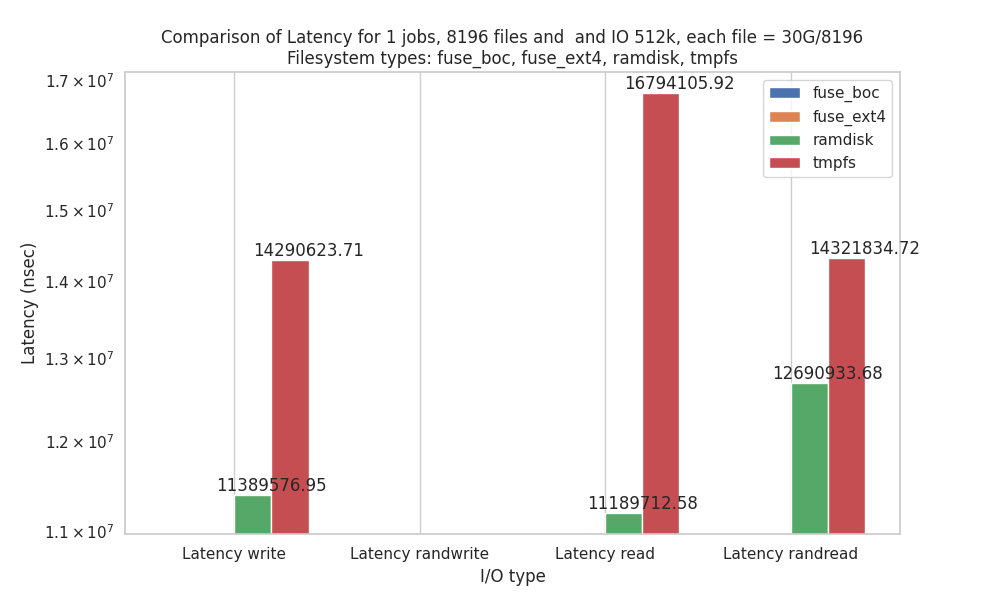 Comparison of Latency for 1 jobs, 8196 files and  and IO 512k, each file = 30G/8196
Filesystem types: fuse_boc, fuse_ext4, ramdisk, tmpfs
Latency (nsec)
1.7 × 10⁷
1.6 × 10⁷
1.5 × 10⁷
1.4 × 10⁷
1.3 × 10⁷
1.2 × 10⁷
1.1 × 10⁷
11389576.95
14290623.71
11189712.58
16794105.92
12690933.68
14321834.72
fuse_boc
fuse_ext4
ramdisk
tmpfs
Latency write
Latency randwrite
Latency read
Latency randread
I/O type